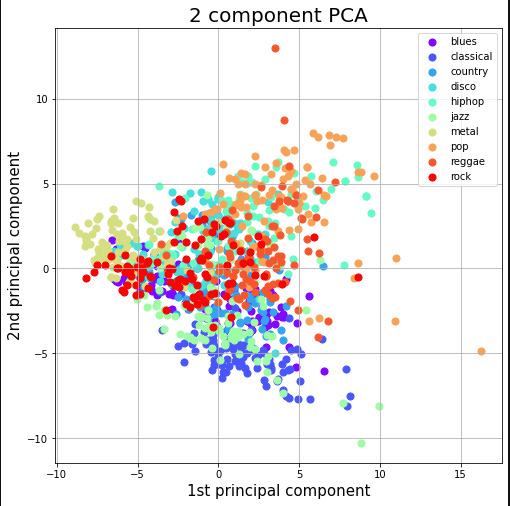 2 component PCA
blues
classical
country
disco
hiphop
jazz
metal
pop
reggae
rock
10
5
0
−5
−10
2nd principal component
−10 −5 0 5 10 15
1st principal component